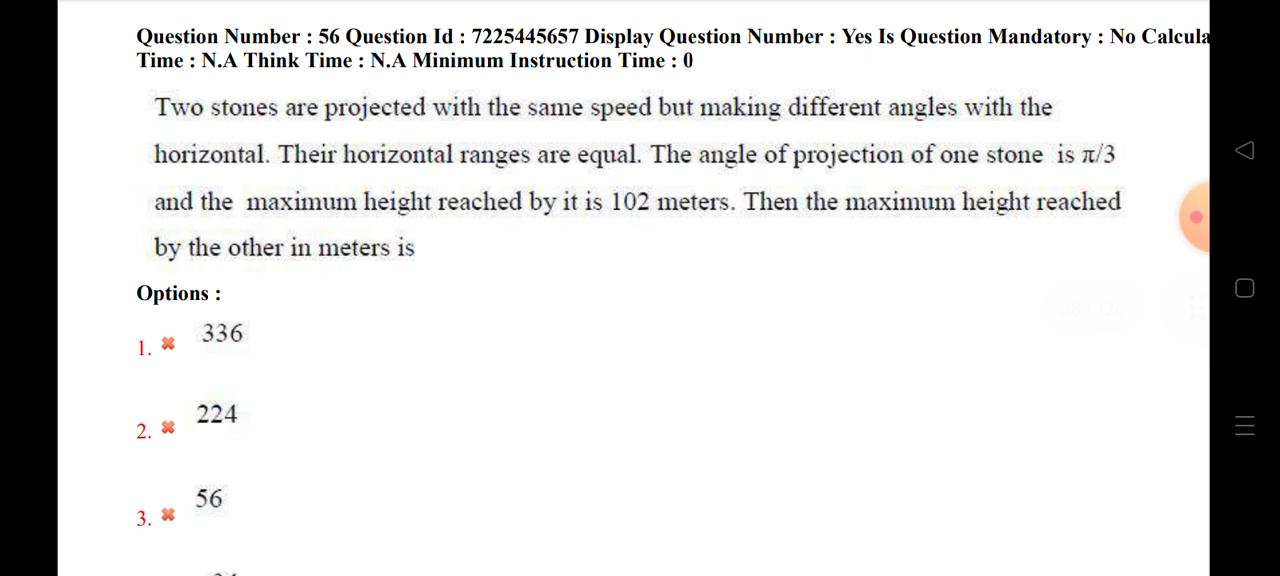 Question Number : 56 Question Id : 7225445657 Display Question Number : Yes Is Question Mandatory : No Calcula
Time : N.A Think Time : N.A Minimum Instruction Time : 0
Two stones are projected with the same speed but making different angles with the
horizontal. Their horizontal ranges are equal. The angle of projection of one stone is π/3
and the maximum height reached by it is 102 meters. Then the maximum height reached
by the other in meters is
Options :
1. ✖ 336
2. ✖ 224
3. ✖ 56